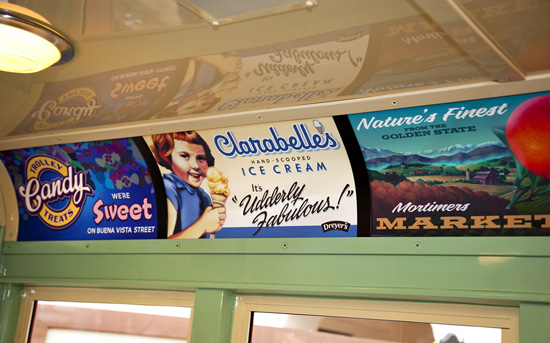 TROLLEY
Candy
TREATS
WE'RE
Sweet
ON BUENA VISTA STREET
Clarabelle's
HAND-SCOOPED
ICE CREAM
It's
"Udderly
Fabulous!"
Dreyer's
Nature's Finest
FROM THE
GOLDEN STATE
Mortimers
MARKET